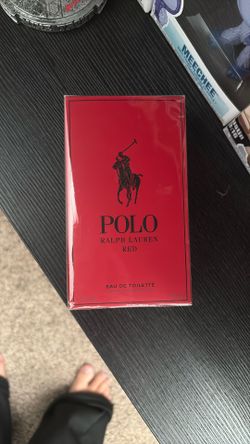 MEECHEE
POLO
RALPH LAUREN
RED
EAU DE TOILETTE